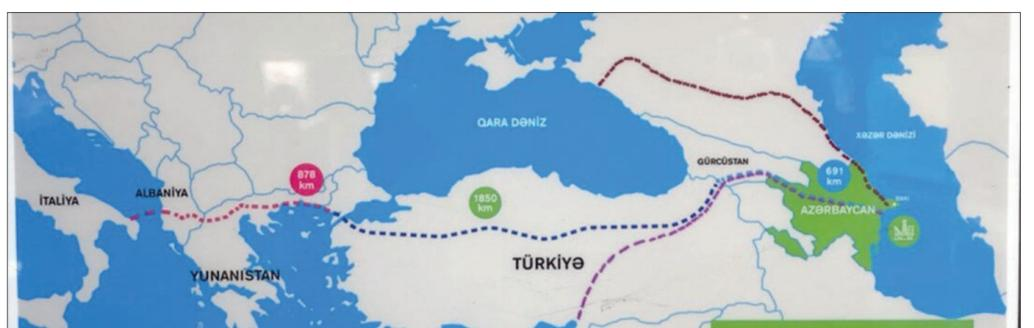 QARA DƏNİZ
XƏZƏR DƏNİZİ
GÜRCÜSTAN
691
km
878
km
ALBANİYA
İTALİYA
1850
km
BAKI
AZƏRBAYCAN
TÜRKİYƏ
YUNANISTAN